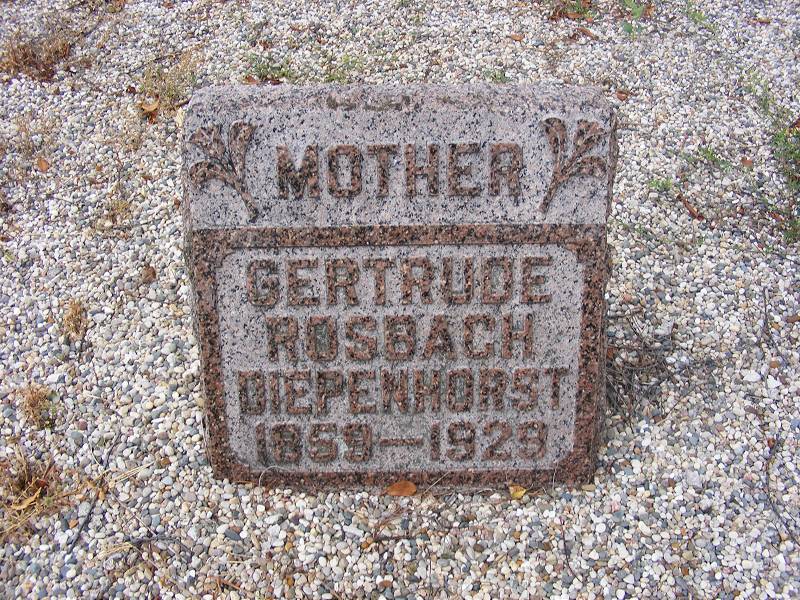 MOTHER
GERTRUDE
ROSBACH
DIEPENHORST
1859—1929